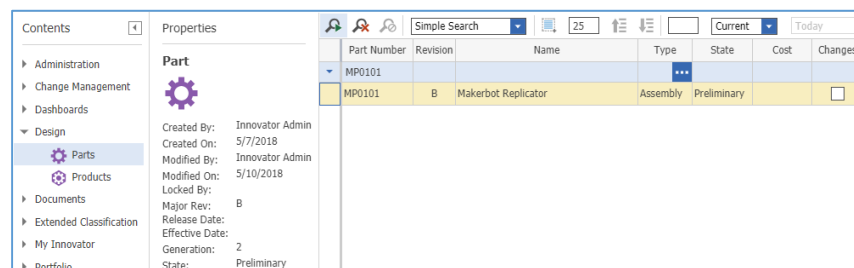 Contents
Administration
Change Management
Dashboards
Design
Parts
Products
Documents
Extended Classification
My Innovator
Portfolio
Properties
Part
Created By: Innovator Admin
Created On: 5/7/2018
Modified By: Innovator Admin
Modified On: 5/10/2018
Locked By:
Major Rev: B
Release Date:
Effective Date:
Generation: 2
State: Preliminary
Simple Search 25 Current Today
Part Number Revision Name Type State Cost Changes
MP0101 •••
MP0101 B Makerbot Replicator Assembly Preliminary